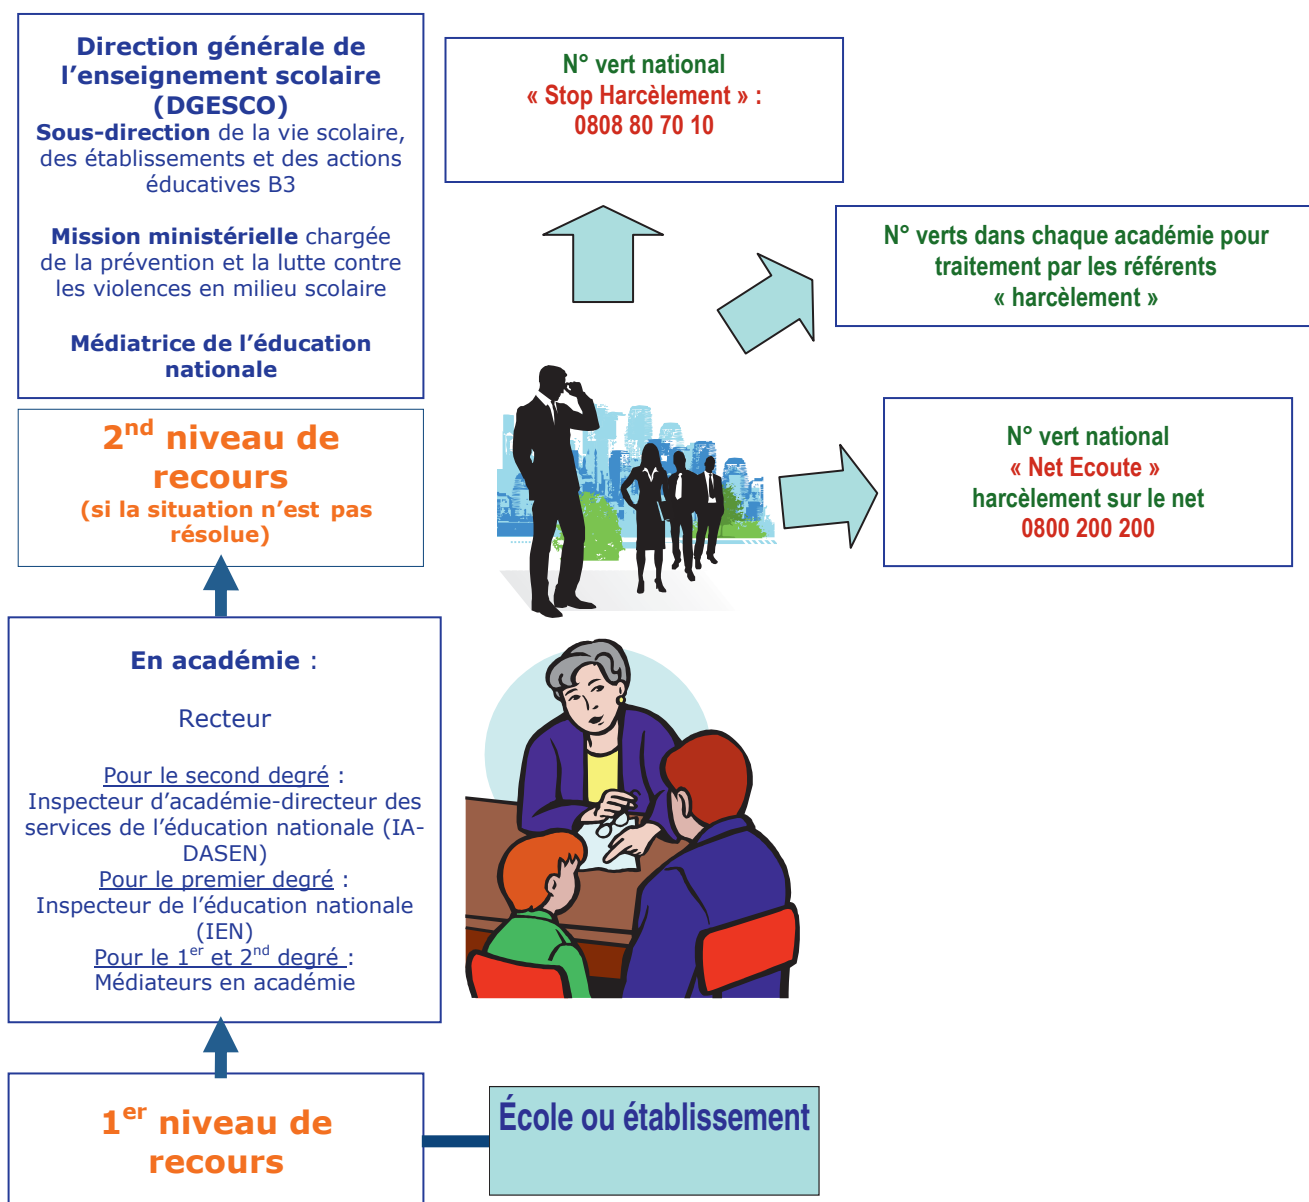 Direction générale de
l’enseignement scolaire
(DGESCO)
Sous-direction de la vie scolaire,
des établissements et des actions
éducatives B3
Mission ministérielle chargée
de la prévention et la lutte contre
les violences en milieu scolaire
Médiatrice de l’éducation
nationale
N° vert national
« Stop Harcèlement » :
0808 80 70 10
N° verts dans chaque académie pour
traitement par les référents
« harcèlement »
N° vert national
« Net Ecoute »
harcèlement sur le net
0800 200 200
2nd niveau de
recours
(si la situation n’est pas
résolue)
En académie :
Recteur
Pour le second degré :
Inspecteur d’académie-directeur des
services de l’éducation nationale (IA-
DASEN)
Pour le premier degré :
Inspecteur de l’éducation nationale
(IEN)
Pour le 1er et 2nd degré :
Médiateurs en académie
1er niveau de
recours
École ou établissement